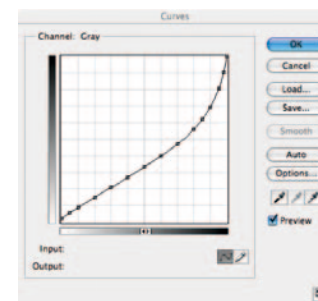 Curves
Channel: Gray
OK
Cancel
Load...
Save...
Smooth
Auto
Options...
Preview
Input:
Output: